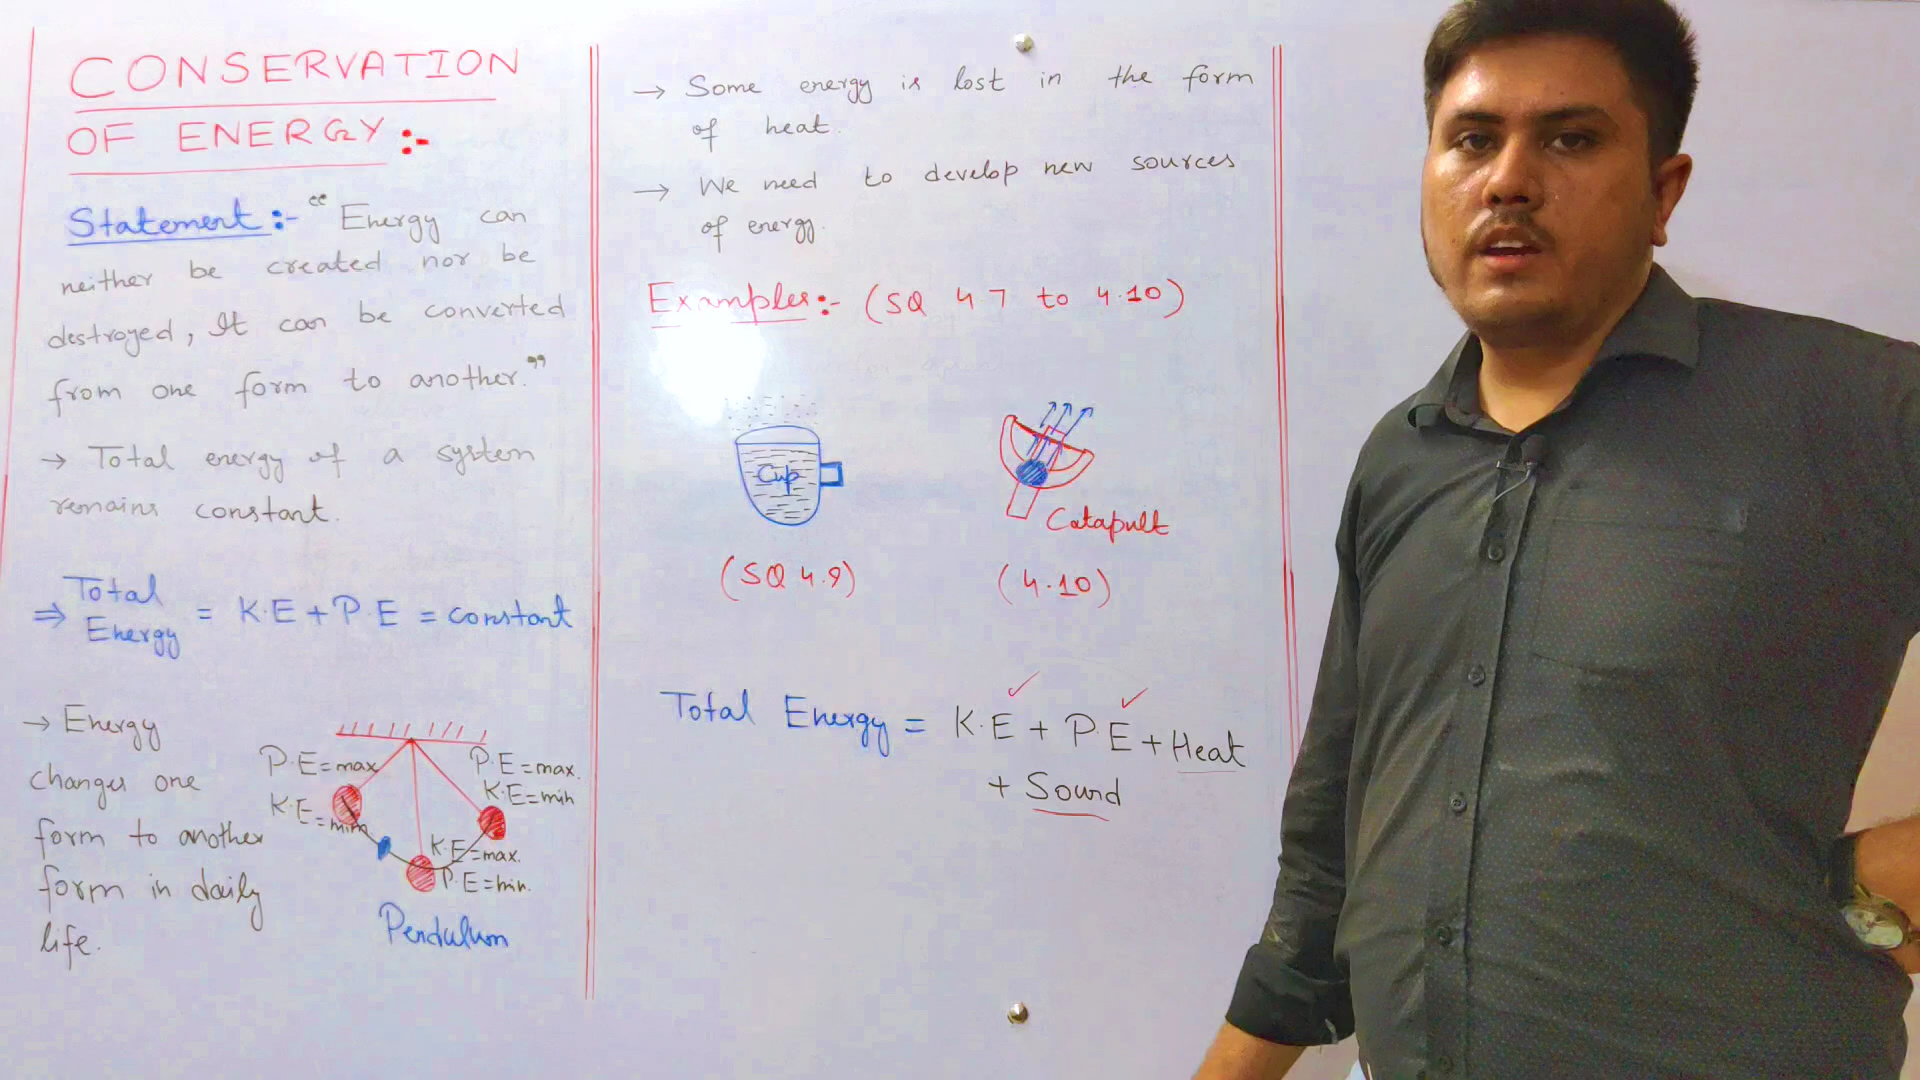 CONSERVATION
OF ENERGY :-
Statement :- "Energy can
neither be created nor be
destroyed, It can be converted
from one form to another."
→ Total energy of a system
remains constant.
⇒ Total
Energy = K.E + P.E = constant
→ Energy
changes one
form to another
form in daily
life.
P.E = max
K.E = min
P.E = max.
K.E = min
K.E = max.
P.E = min.
Pendulum
→ Some energy is lost in the form
of heat.
→ We need to develop new sources
of energy.
Examples :- (SQ 4.7 to 4.10)
Cup
(SQ 4.9)
Catapult
(4.10)
Total Energy = K.E + P.E + Heat
+ Sound